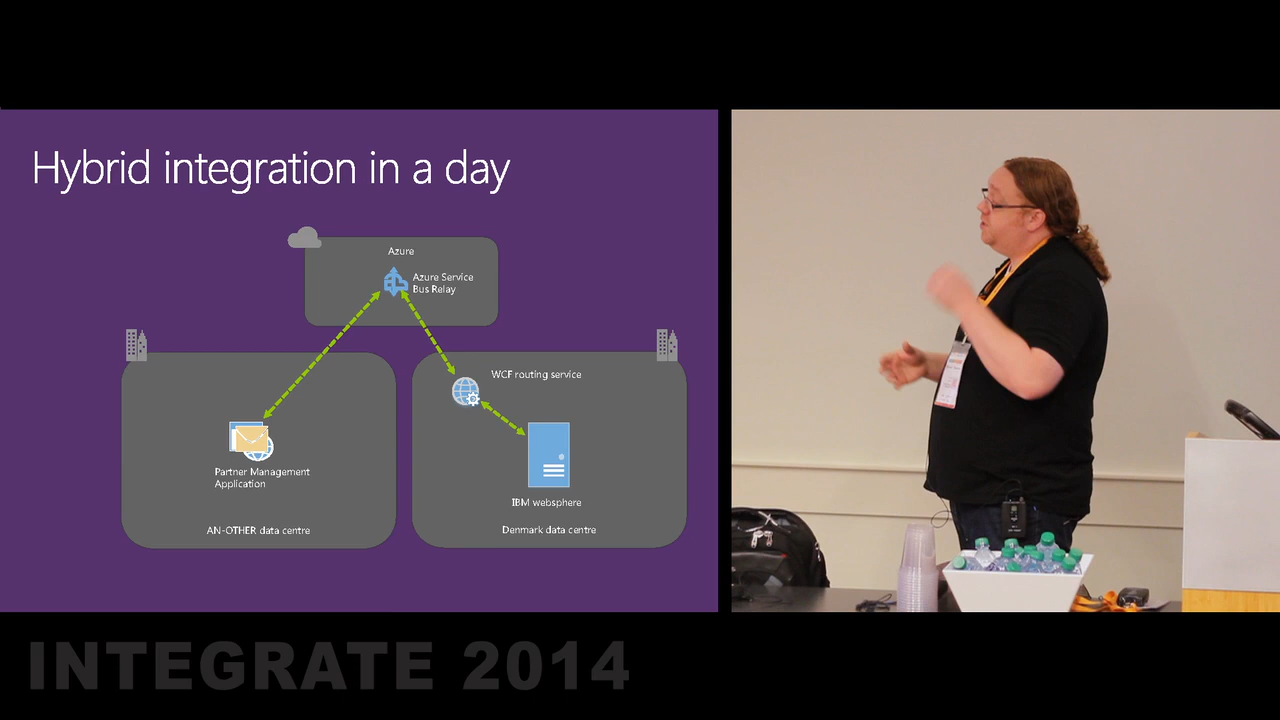 Hybrid integration in a day
Azure
Azure Service
Bus Relay
WCF routing service
Partner Management
Application
IBM websphere
AN-OTHER data centre
Denmark data centre
INTEGRATE 2014